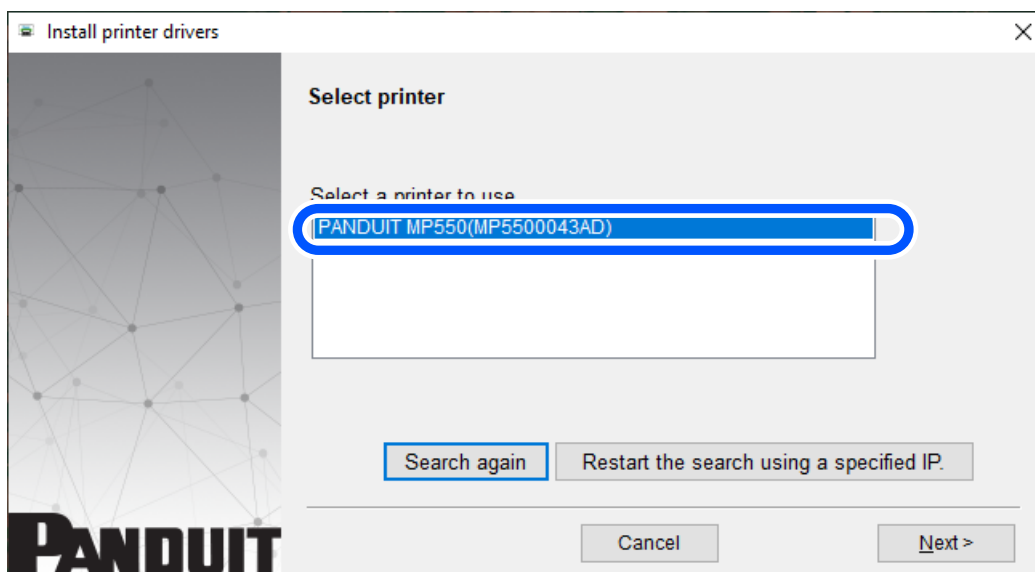 Install printer drivers
Select printer
Select a printer to use
PANDUIT MP550(MP5500043AD)
Search again
Restart the search using a specified IP.
Cancel
Next >
PANDUIT